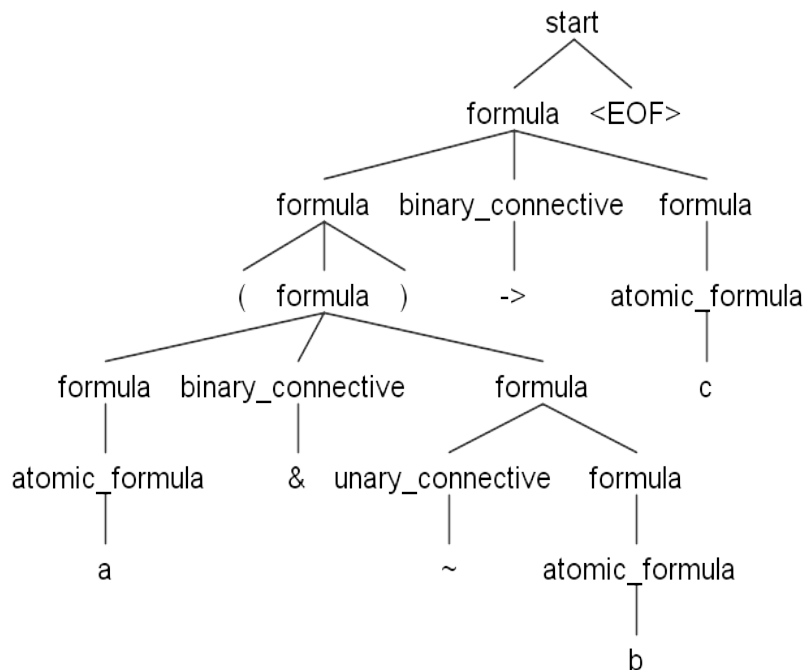 start
formula <EOF>
formula binary_connective formula
( formula ) -> atomic_formula
formula binary_connective formula c
atomic_formula & unary_connective formula
a ~ atomic_formula
b